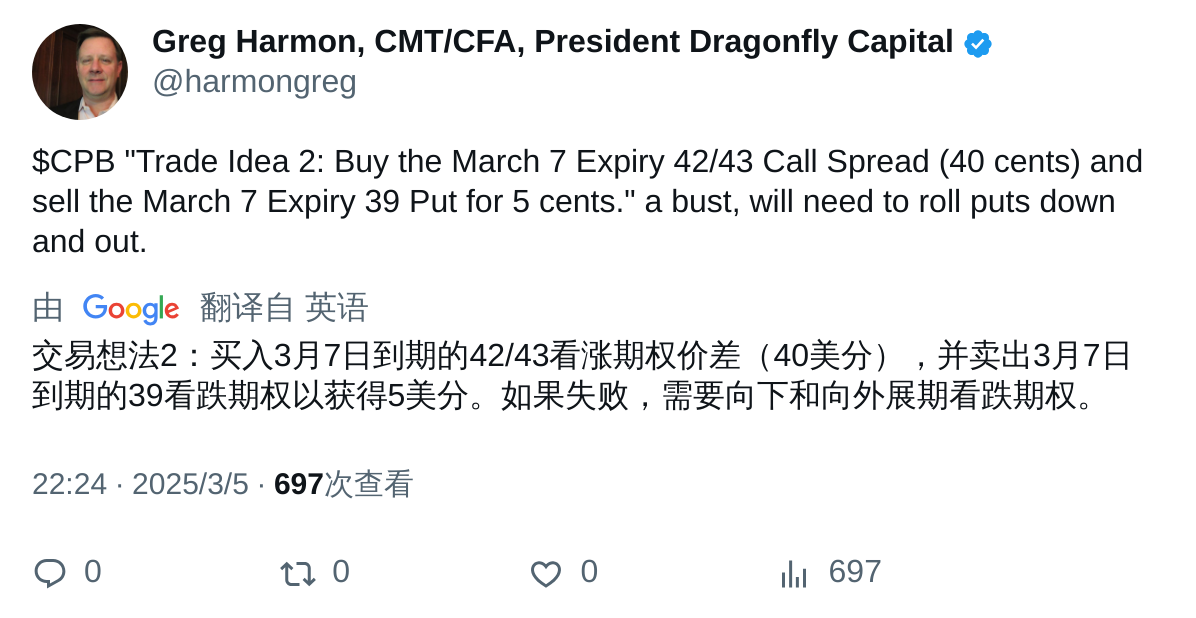 Greg Harmon, CMT/CFA, President Dragonfly Capital
@harmongreg
$CPB "Trade Idea 2: Buy the March 7 Expiry 42/43 Call Spread (40 cents) and
sell the March 7 Expiry 39 Put for 5 cents." a bust, will need to roll puts down
and out.
由 Google 翻译自 英语
交易想法2：买入3月7日到期的42/43看涨期权价差（40美分），并卖出3月7日
到期的39看跌期权以获得5美分。如果失败，需要向下和向外展期看跌期权。
22:24 · 2025/3/5 · 697次查看
0 0 0 697